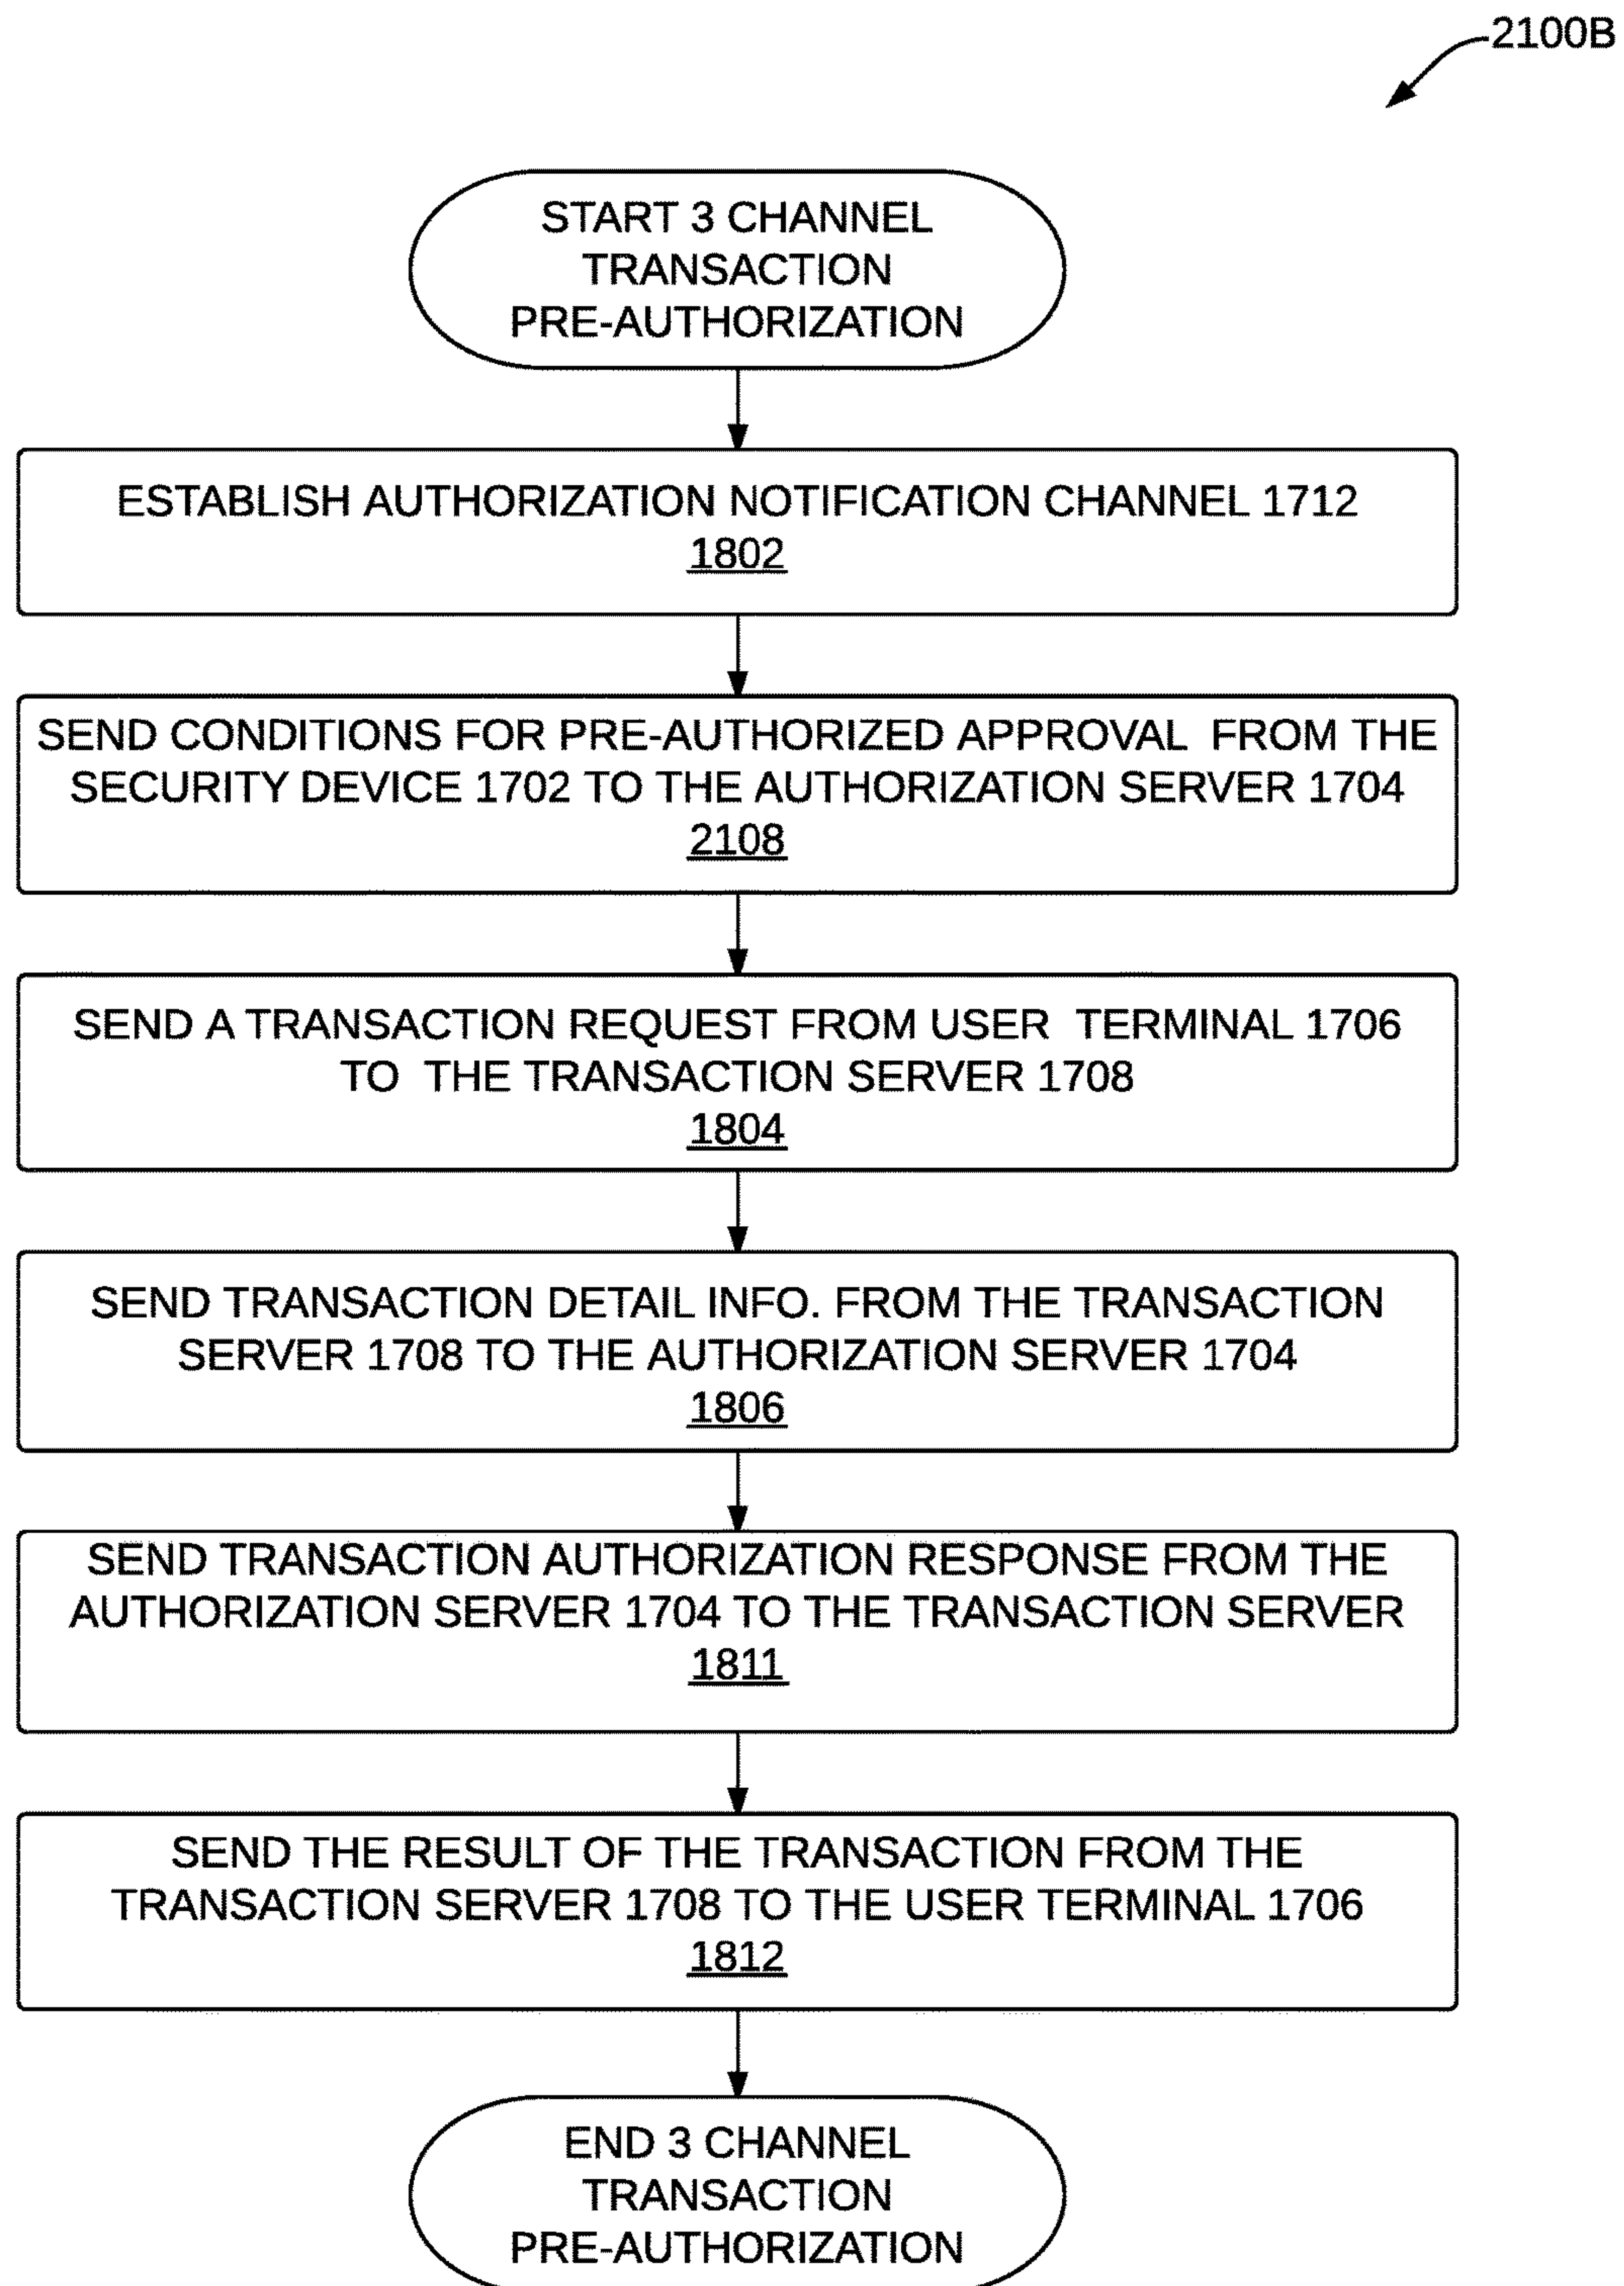 2100B
START 3 CHANNEL
TRANSACTION
PRE-AUTHORIZATION
ESTABLISH AUTHORIZATION NOTIFICATION CHANNEL 1712
1802
SEND CONDITIONS FOR PRE-AUTHORIZED APPROVAL FROM THE
SECURITY DEVICE 1702 TO THE AUTHORIZATION SERVER 1704
2108
SEND A TRANSACTION REQUEST FROM USER TERMINAL 1706
TO THE TRANSACTION SERVER 1708
1804
SEND TRANSACTION DETAIL INFO. FROM THE TRANSACTION
SERVER 1708 TO THE AUTHORIZATION SERVER 1704
1806
SEND TRANSACTION AUTHORIZATION RESPONSE FROM THE
AUTHORIZATION SERVER 1704 TO THE TRANSACTION SERVER
1811
SEND THE RESULT OF THE TRANSACTION FROM THE
TRANSACTION SERVER 1708 TO THE USER TERMINAL 1706
1812
END 3 CHANNEL
TRANSACTION
PRE-AUTHORIZATION